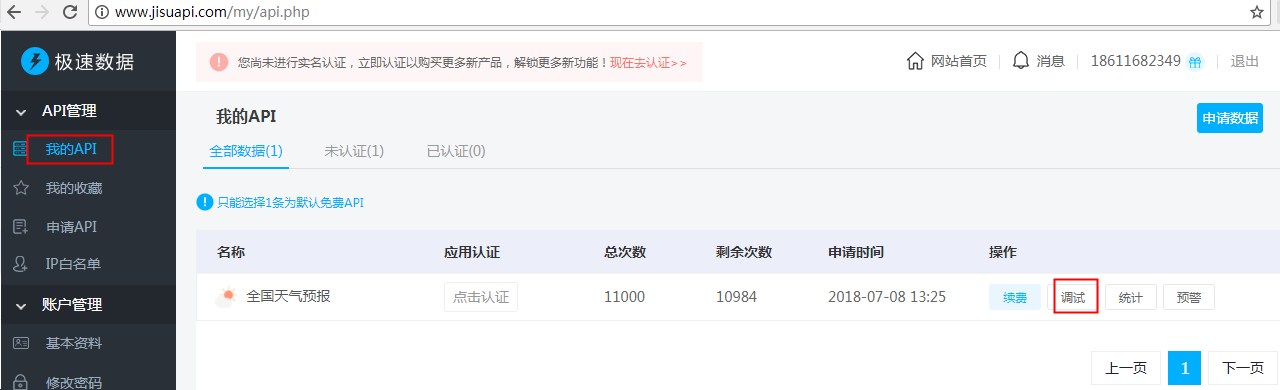 www.jisuapi.com/my/api.php
极速数据
您尚未进行实名认证，立即认证以购买更多新产品，解锁更多新功能！现在去认证>>
网站首页 消息 18611682349 退出
API管理
我的API
我的收藏
申请API
IP白名单
账户管理
基本资料
修改密码
我的API
申请数据
全部数据(1) 未认证(1) 已认证(0)
只能选择1条为默认免费API
名称 应用认证 总次数 剩余次数 申请时间 操作
全国天气预报 点击认证 11000 10984 2018-07-08 13:25 续费 调试 统计 预警
上一页 1 下一页